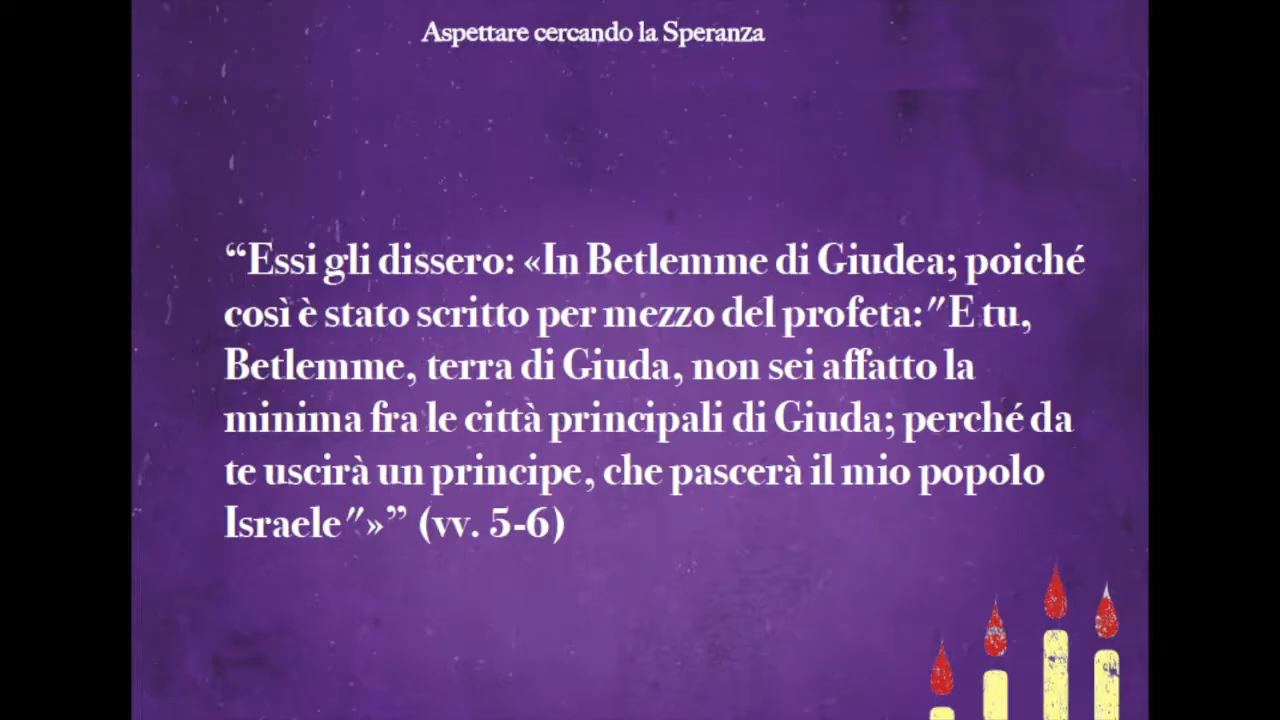 Aspettare cercando la Speranza
“Essi gli dissero: «In Betlemme di Giudea; poiché
così è stato scritto per mezzo del profeta:"E tu,
Betlemme, terra di Giuda, non sei affatto la
minima fra le città principali di Giuda; perché da
te uscirà un principe, che pascerà il mio popolo
Israele"»” (vv. 5-6)